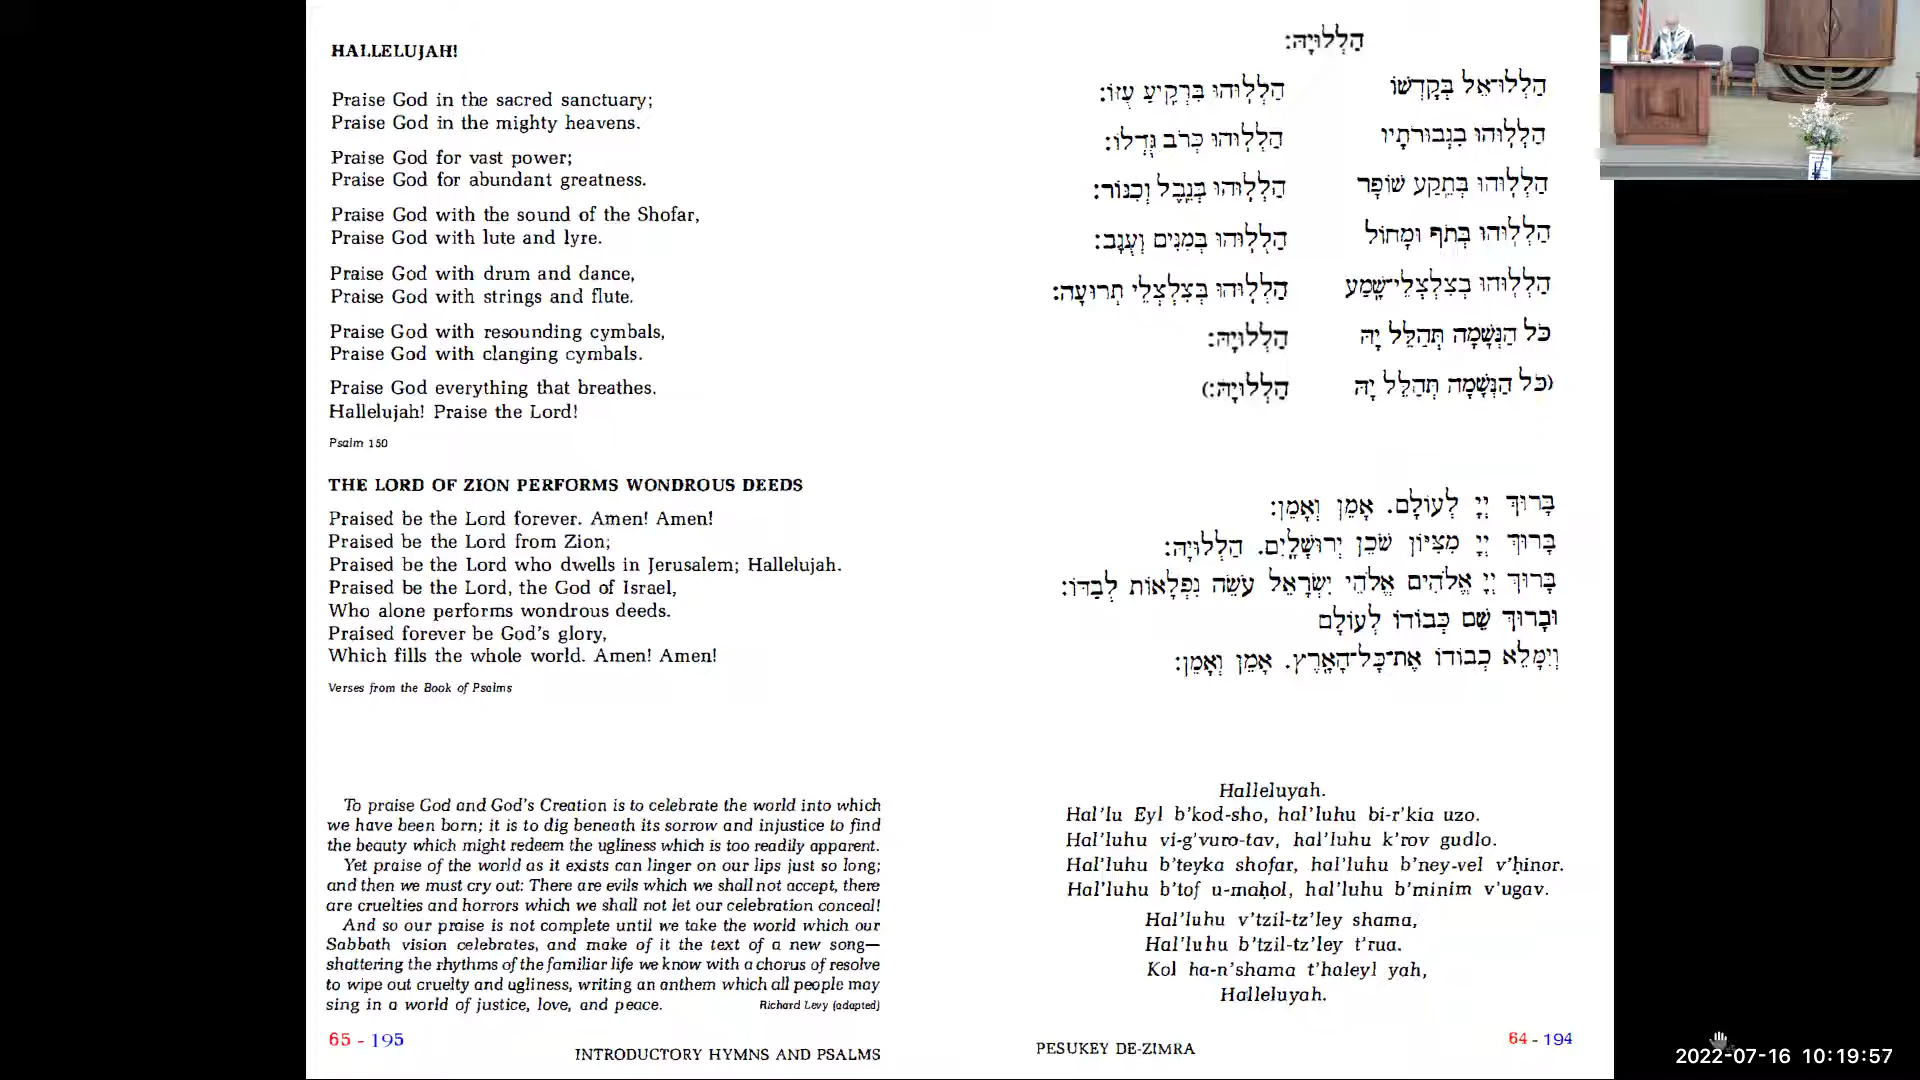 HALLELUJAH!
Praise God in the sacred sanctuary;
Praise God in the mighty heavens.
Praise God for vast power;
Praise God for abundant greatness.
Praise God with the sound of the Shofar,
Praise God with lute and lyre.
Praise God with drum and dance,
Praise God with strings and flute.
Praise God with resounding cymbals,
Praise God with clanging cymbals.
Praise God everything that breathes.
Hallelujah! Praise the Lord!
Psalm 150
THE LORD OF ZION PERFORMS WONDROUS DEEDS
Praised be the Lord forever. Amen! Amen!
Praised be the Lord from Zion;
Praised be the Lord who dwells in Jerusalem; Hallelujah.
Praised be the Lord, the God of Israel,
Who alone performs wondrous deeds.
Praised forever be God's glory,
Which fills the whole world. Amen! Amen!
Verses from the Book of Psalms
To praise God and God's Creation is to celebrate the world into which
we have been born; it is to dig beneath its sorrow and injustice to find
the beauty which might redeem the ugliness which is too readily apparent.
Yet praise of the world as it exists can linger on our lips just so long;
and then we must cry out: There are evils which we shall not accept, there
are cruelties and horrors which we shall not let our celebration conceal!
And so our praise is not complete until we take the world which our
Sabbath vision celebrates, and make of it the text of a new song—
shattering the rhythms of the familiar life we know with a chorus of resolve
to wipe out cruelty and ugliness, writing an anthem which all people may
sing in a world of justice, love, and peace. Richard Levy (adapted)
65 - 195
INTRODUCTORY HYMNS AND PSALMS
הַלְלוּיָהּ:
הַלְלוּ־אֵל בְּקָדְשׁוֹ הַלְלֽוּהוּ בִּרְקִֽיעַ עֻזּוֹ:
הַלְלֽוּהוּ בִגְבוּרֹתָיו הַלְלֽוּהוּ כְּרֹב גֻּדְלוֹ:
הַלְלֽוּהוּ בְּתֵֽקַע שׁוֹפָר הַלְלֽוּהוּ בְּנֵֽבֶל וְכִנּוֹר:
הַלְלֽוּהוּ בְּתֹף וּמָחוֹל הַלְלֽוּהוּ בְּמִנִּים וְעֻגָב:
הַלְלֽוּהוּ בְצִלְצְלֵי־שָֽׁמַע הַלְלֽוּהוּ בְּצִלְצְלֵי תְרוּעָה:
כֹּל הַנְּשָׁמָה תְּהַלֵּל יָהּ הַלְלוּיָהּ:
(כֹּל הַנְּשָׁמָה תְּהַלֵּל יָהּ הַלְלוּיָהּ:)
בָּרוּךְ יְיָ לְעוֹלָם. אָמֵן וְאָמֵן:
בָּרוּךְ יְיָ מִצִּיּוֹן שֹׁכֵן יְרוּשָׁלָֽיִם. הַלְלוּיָהּ:
בָּרוּךְ יְיָ אֱלֹהִים אֱלֹהֵי יִשְׂרָאֵל עֹשֵׂה נִפְלָאוֹת לְבַדּוֹ:
וּבָרוּךְ שֵׁם כְּבוֹדוֹ לְעוֹלָם
וְיִמָּלֵא כְבוֹדוֹ אֶת־כָּל־הָאָֽרֶץ. אָמֵן וְאָמֵן:
Halleluyah.
Hal'lu Eyl b'kod-sho, hal'luhu bi-r'kia uzo.
Hal'luhu vi-g'vuro-tav, hal'luhu k'rov gudlo.
Hal'luhu b'teyka shofar, hal'luhu b'ney-vel v'ḥinor.
Hal'luhu b'tof u-maḥol, hal'luhu b'minim v'ugav.
Hal'luhu v'tzil-tz'ley shama,
Hal'luhu b'tzil-tz'ley t'rua.
Kol ha-n'shama t'haleyl yah,
Halleluyah.
PESUKEY DE-ZIMRA
64 - 194
2022-07-16 10:19:57